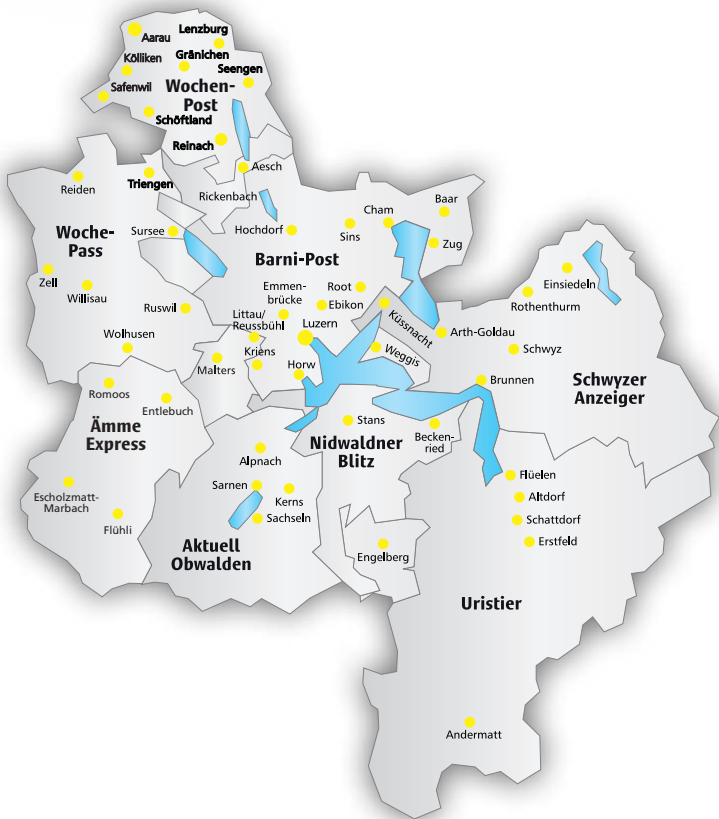 Lenzburg
Aarau
Kölliken
Gränichen
Seengen
Safenwil
Wochen-
Post
Schöftland
Reinach
Aesch
Reiden
Triengen
Rickenbach
Baar
Cham
Woche-
Pass
Sursee
Hochdorf
Sins
Zug
Barni-Post
Zell
Willisau
Emmen-
brücke
Root
Einsiedeln
Rothenthurm
Ruswil
Ebikon
Littau/
Reussbühl
Luzern
Küssnacht
Arth-Goldau
Wolhusen
Weggis
Schwyz
Malters
Kriens
Horw
Brunnen
Schwyzer
Anzeiger
Romoos
Entlebuch
Ämme
Express
Stans
Nidwaldner
Blitz
Becken-
ried
Alpnach
Flüelen
Escholzmatt-
Marbach
Sarnen
Kerns
Altdorf
Sachseln
Schattdorf
Flühli
Erstfeld
Aktuell
Obwalden
Engelberg
Uristier
Andermatt